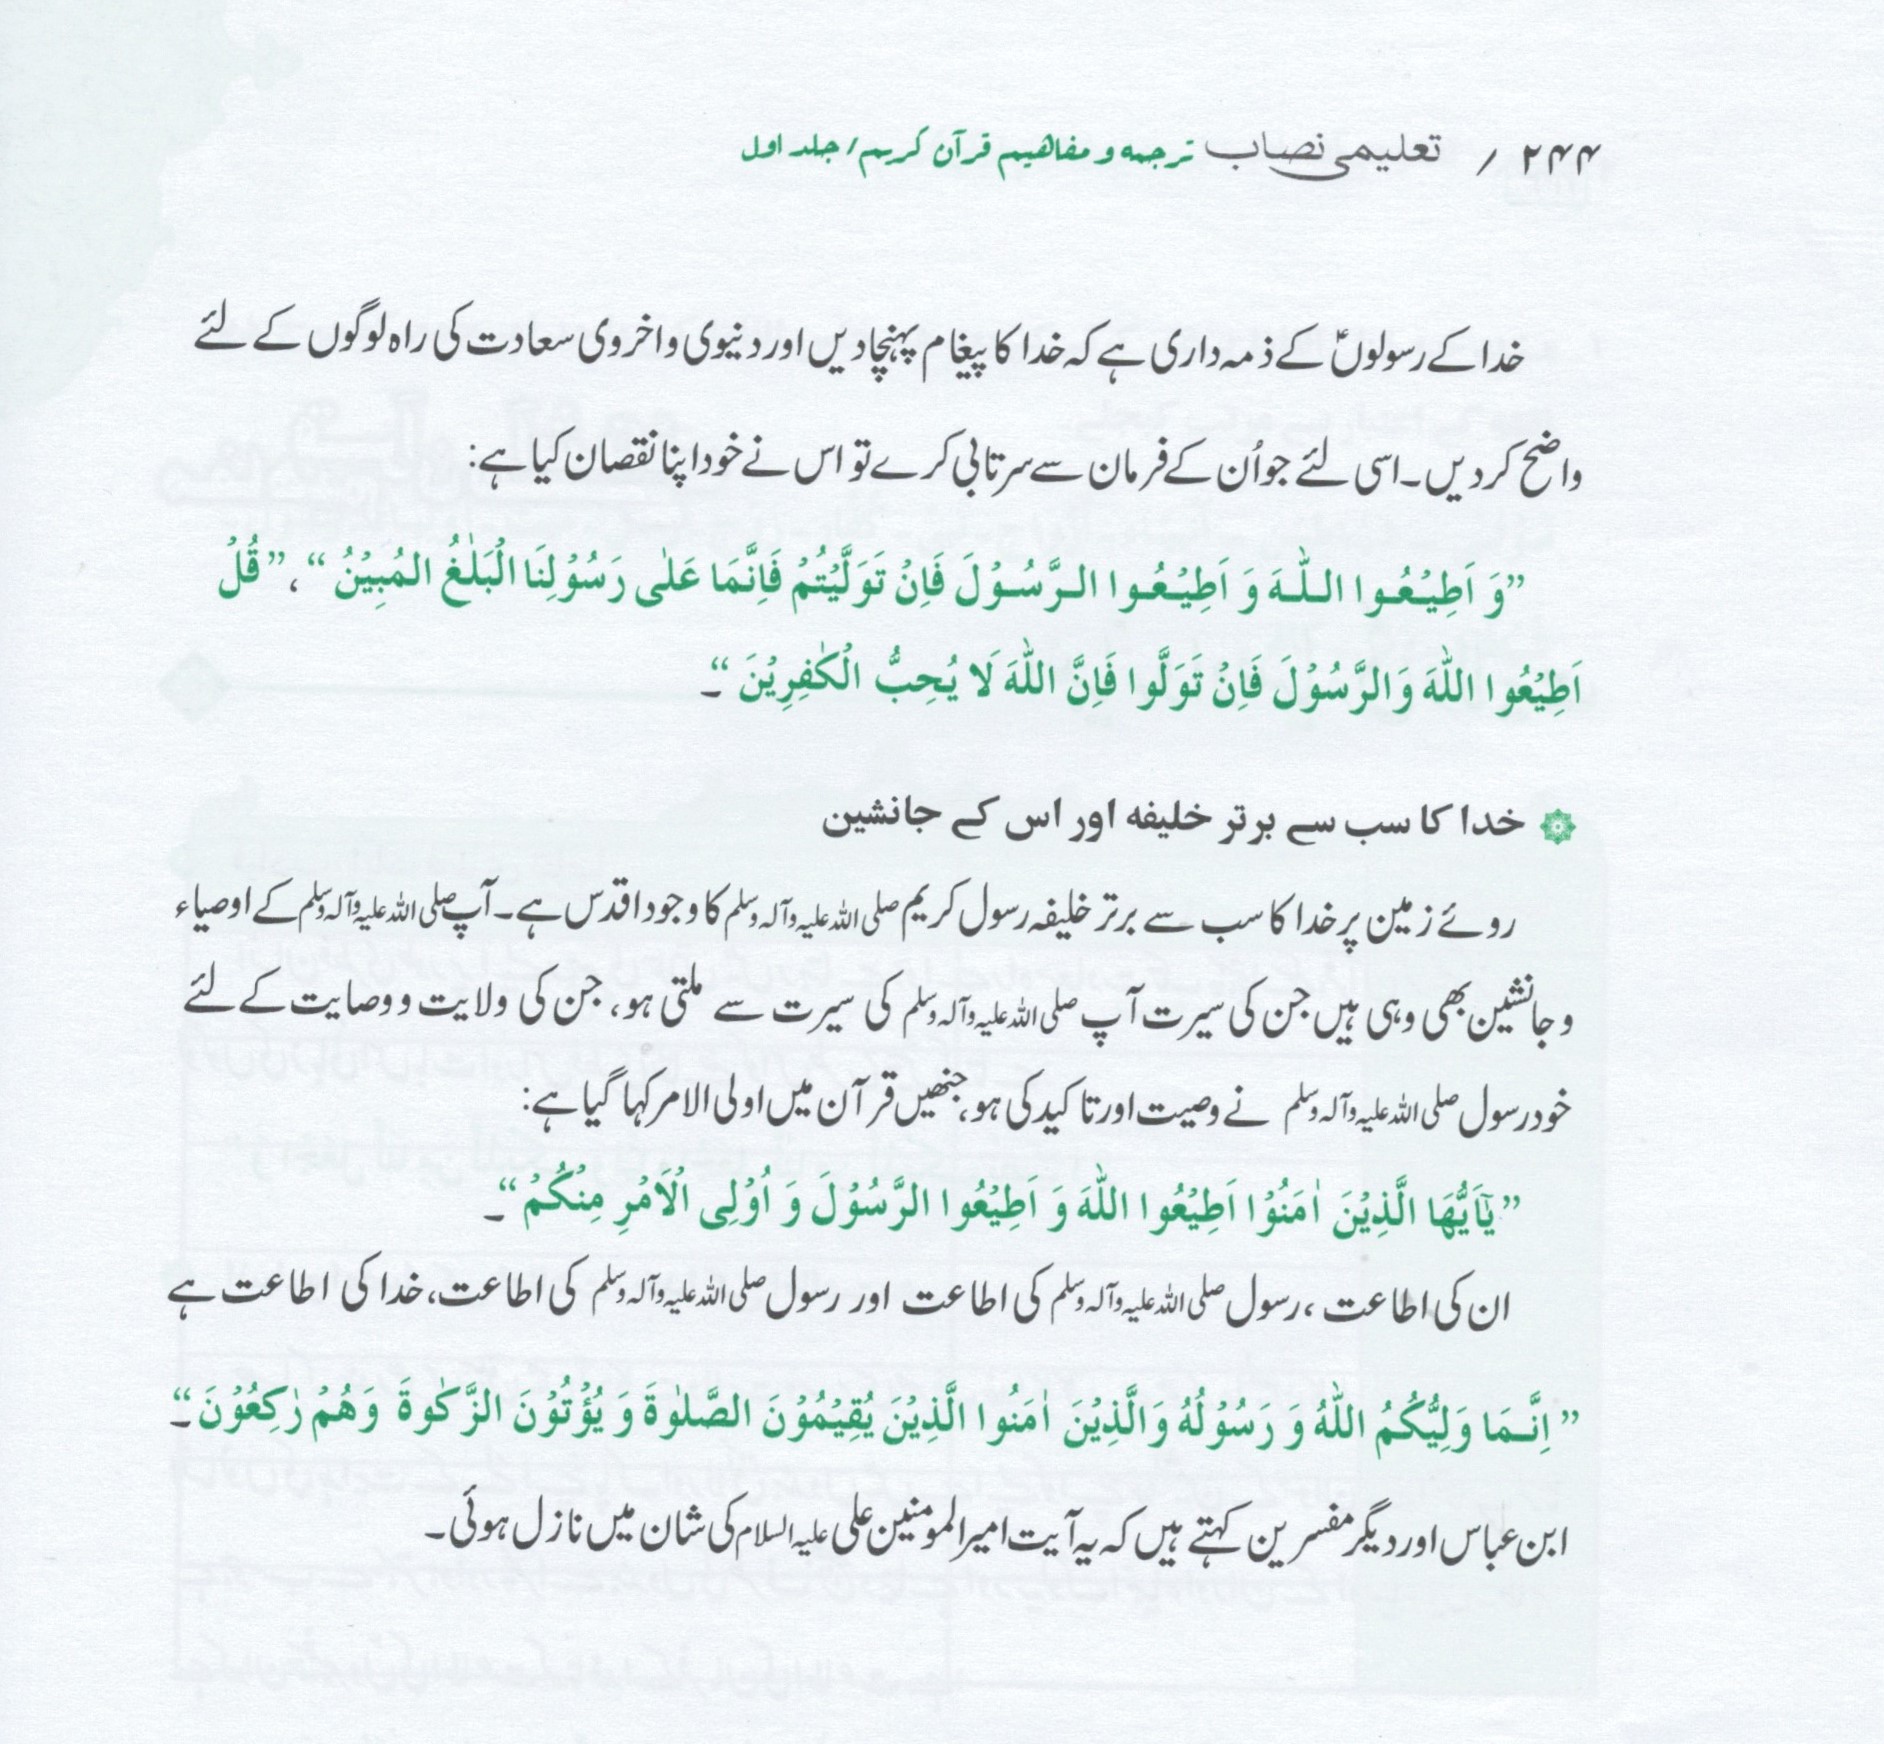 ۲۴۴ / تعلیمی نصاب ترجمہ و مفاهیم قرآن کریم/ جلد اول
خدا کے رسولوںؑ کے ذمہ داری ہے کہ خدا کا پیغام پہنچادیں اور دنیوی و اخروی سعادت کی راہ لوگوں کے لئے
واضح کردیں۔ اسی لئے جو اُن کے فرمان سے سرتابی کرے تو اس نے خود اپنا نقصان کیا ہے:
”وَ اَطِیْعُوا اللّٰہَ وَ اَطِیْعُوا الرَّسُوْلَ فَاِنْ تَوَلَّیْتُمْ فَاِنَّمَا عَلٰی رَسُوْلِنَا الْبَلٰغُ المُبِیْنُ“، ”قُلْ
اَطِیْعُوا اللّٰہَ وَالرَّسُوْلَ فَاِنْ تَوَلَّوا فَاِنَّ اللّٰہَ لَا یُحِبُّ الْکٰفِرِیْنَ“۔
خدا کا سب سے برتر خلیفہ اور اس کے جانشین
روئے زمین پر خدا کا سب سے برتر خلیفہ رسول کریم صلی اللہ علیہ وآلہ وسلم کا وجود اقدس ہے۔ آپ صلی اللہ علیہ وآلہ وسلم کے اوصیاء
و جانشین بھی وہی ہیں جن کی سیرت آپ صلی اللہ علیہ وآلہ وسلم کی سیرت سے ملتی ہو، جن کی ولایت و وصایت کے لئے
خود رسول صلی اللہ علیہ وآلہ وسلم نے وصیت اور تاکید کی ہو، جنھیں قرآن میں اولی الامر کہا گیا ہے:
”یٰٓاَیُّھَا الَّذِیْنَ اٰمَنُوْا اَطِیْعُوا اللّٰہَ وَ اَطِیْعُوا الرَّسُوْلَ وَ اُوْلِی الْاَمْرِ مِنْکُمْ“۔
ان کی اطاعت ، رسول صلی اللہ علیہ وآلہ وسلم کی اطاعت اور رسول صلی اللہ علیہ وآلہ وسلم کی اطاعت، خدا کی اطاعت ہے
”اِنَّمَا وَلِیُّکُمُ اللّٰہُ وَ رَسُوْلُہُ وَالَّذِیْنَ اٰمَنُوا الَّذِیْنَ یُقِیْمُوْنَ الصَّلٰوۃَ وَ یُؤْتُوْنَ الزَّکٰوۃَ وَھُمْ رٰکِعُوْنَ“۔
ابن عباس اور دیگر مفسرین کہتے ہیں کہ یہ آیت امیرالمومنین علی علیہ السلام کی شان میں نازل ہوئی۔